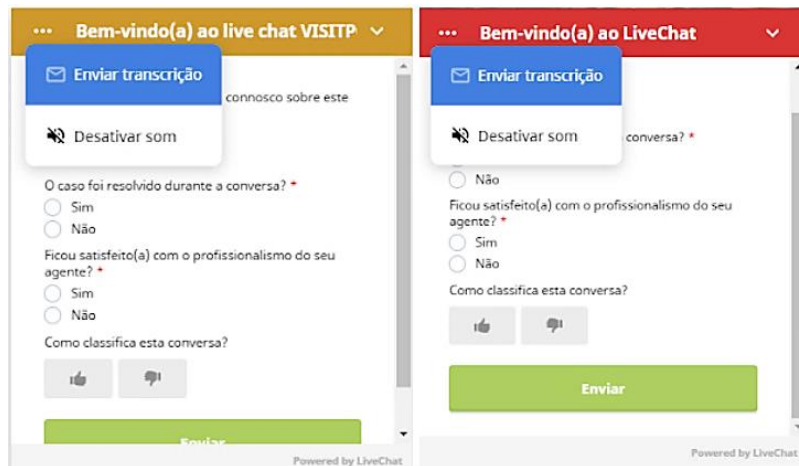 Bem-vindo(a) ao live chat VISITP
Enviar transcrição
connosco sobre este
Desativar som
O caso foi resolvido durante a conversa? *
Sim
Não
Ficou satisfeito(a) com o profissionalismo do seu
agente? *
Sim
Não
Como classifica esta conversa?
Enviar
Powered by LiveChat
Bem-vindo(a) ao LiveChat
Enviar transcrição
Desativar som
conversa? *
Não
Ficou satisfeito(a) com o profissionalismo do seu
agente? *
Sim
Não
Como classifica esta conversa?
Enviar
Powered by LiveChat